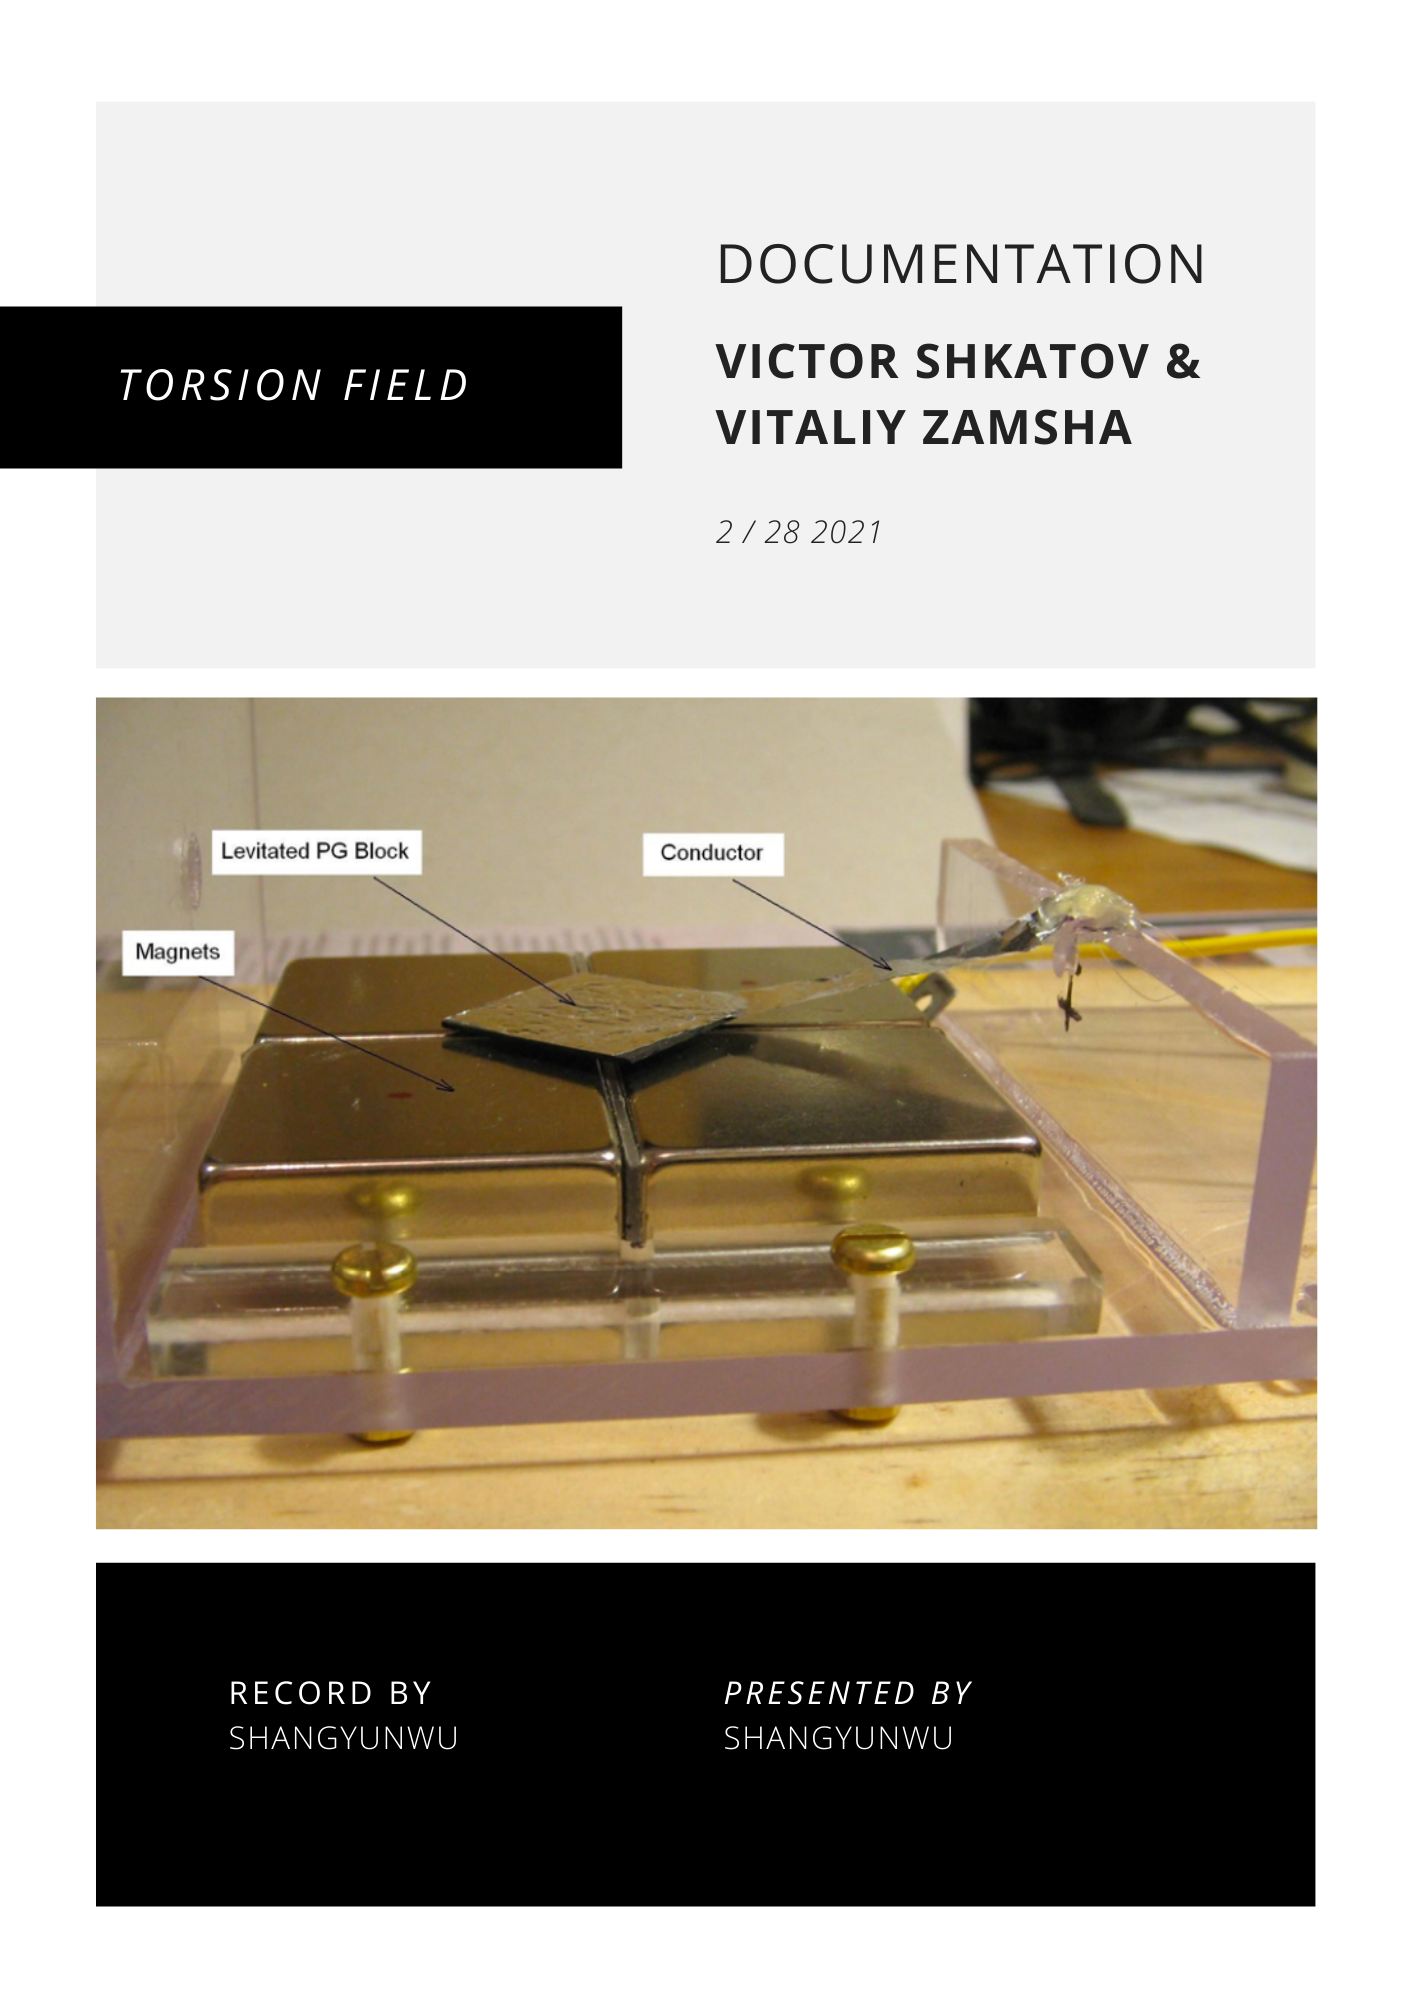 DOCUMENTATION
TORSION FIELD
VICTOR SHKATOV &
VITALIY ZAMSHA
2 / 28 2021
Levitated PG Block
Conductor
Magnets
RECORD BY
SHANGYUNWU
PRESENTED BY
SHANGYUNWU